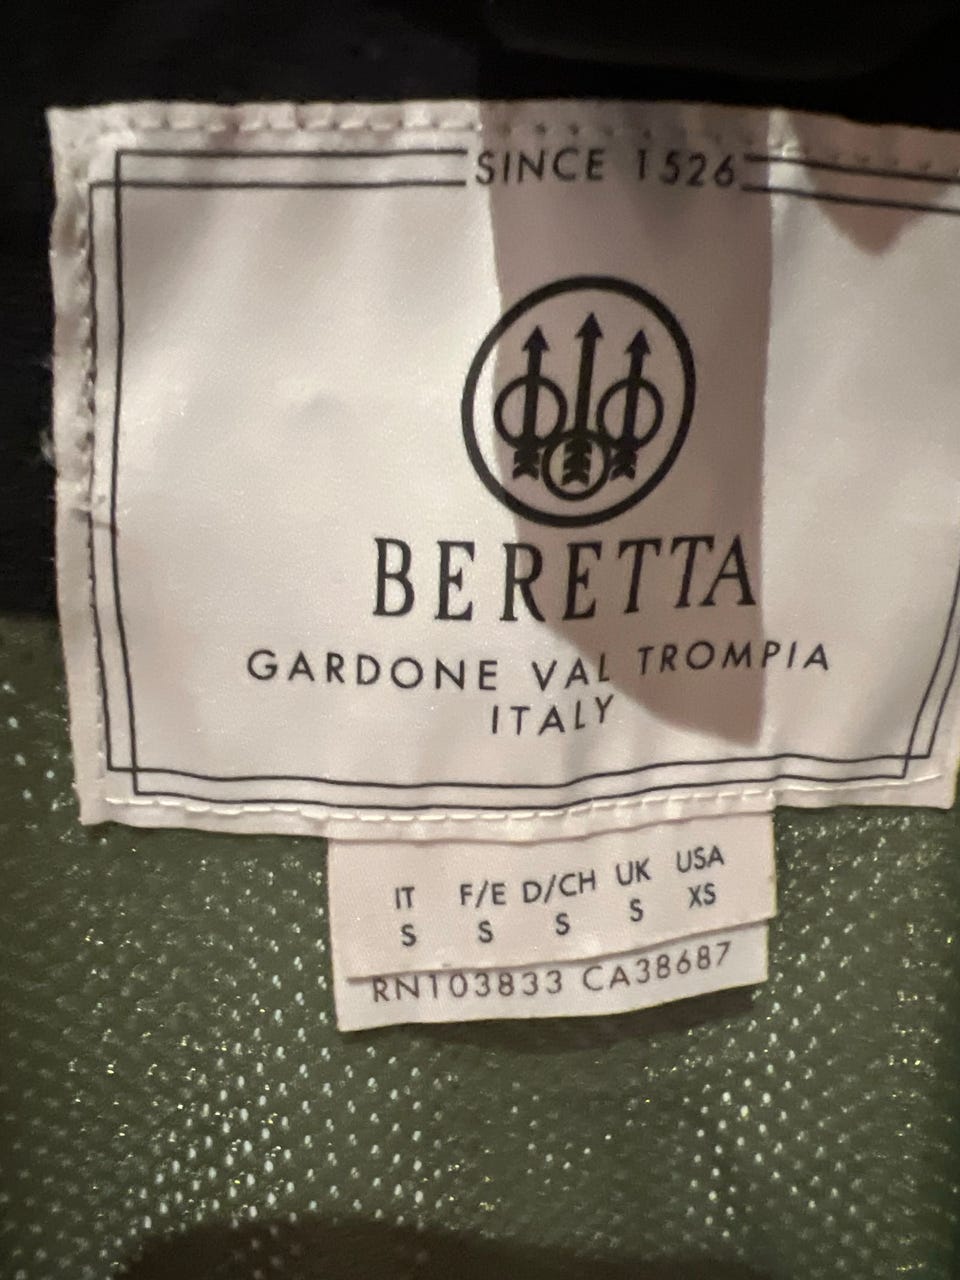 SINCE 1526
BERETTA
GARDONE VAL TROMPIA
ITALY
IT F/E D/CH UK USA
S S S S XS
RN103833 CA38687